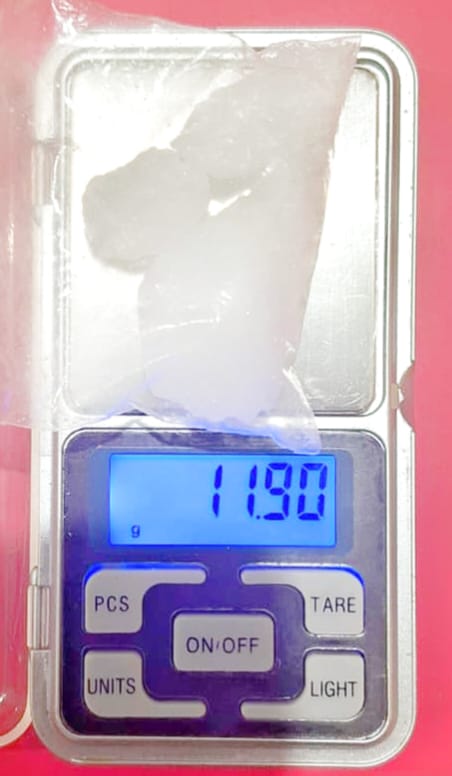 11.90
g
PCS
TARE
ON/OFF
UNITS
LIGHT